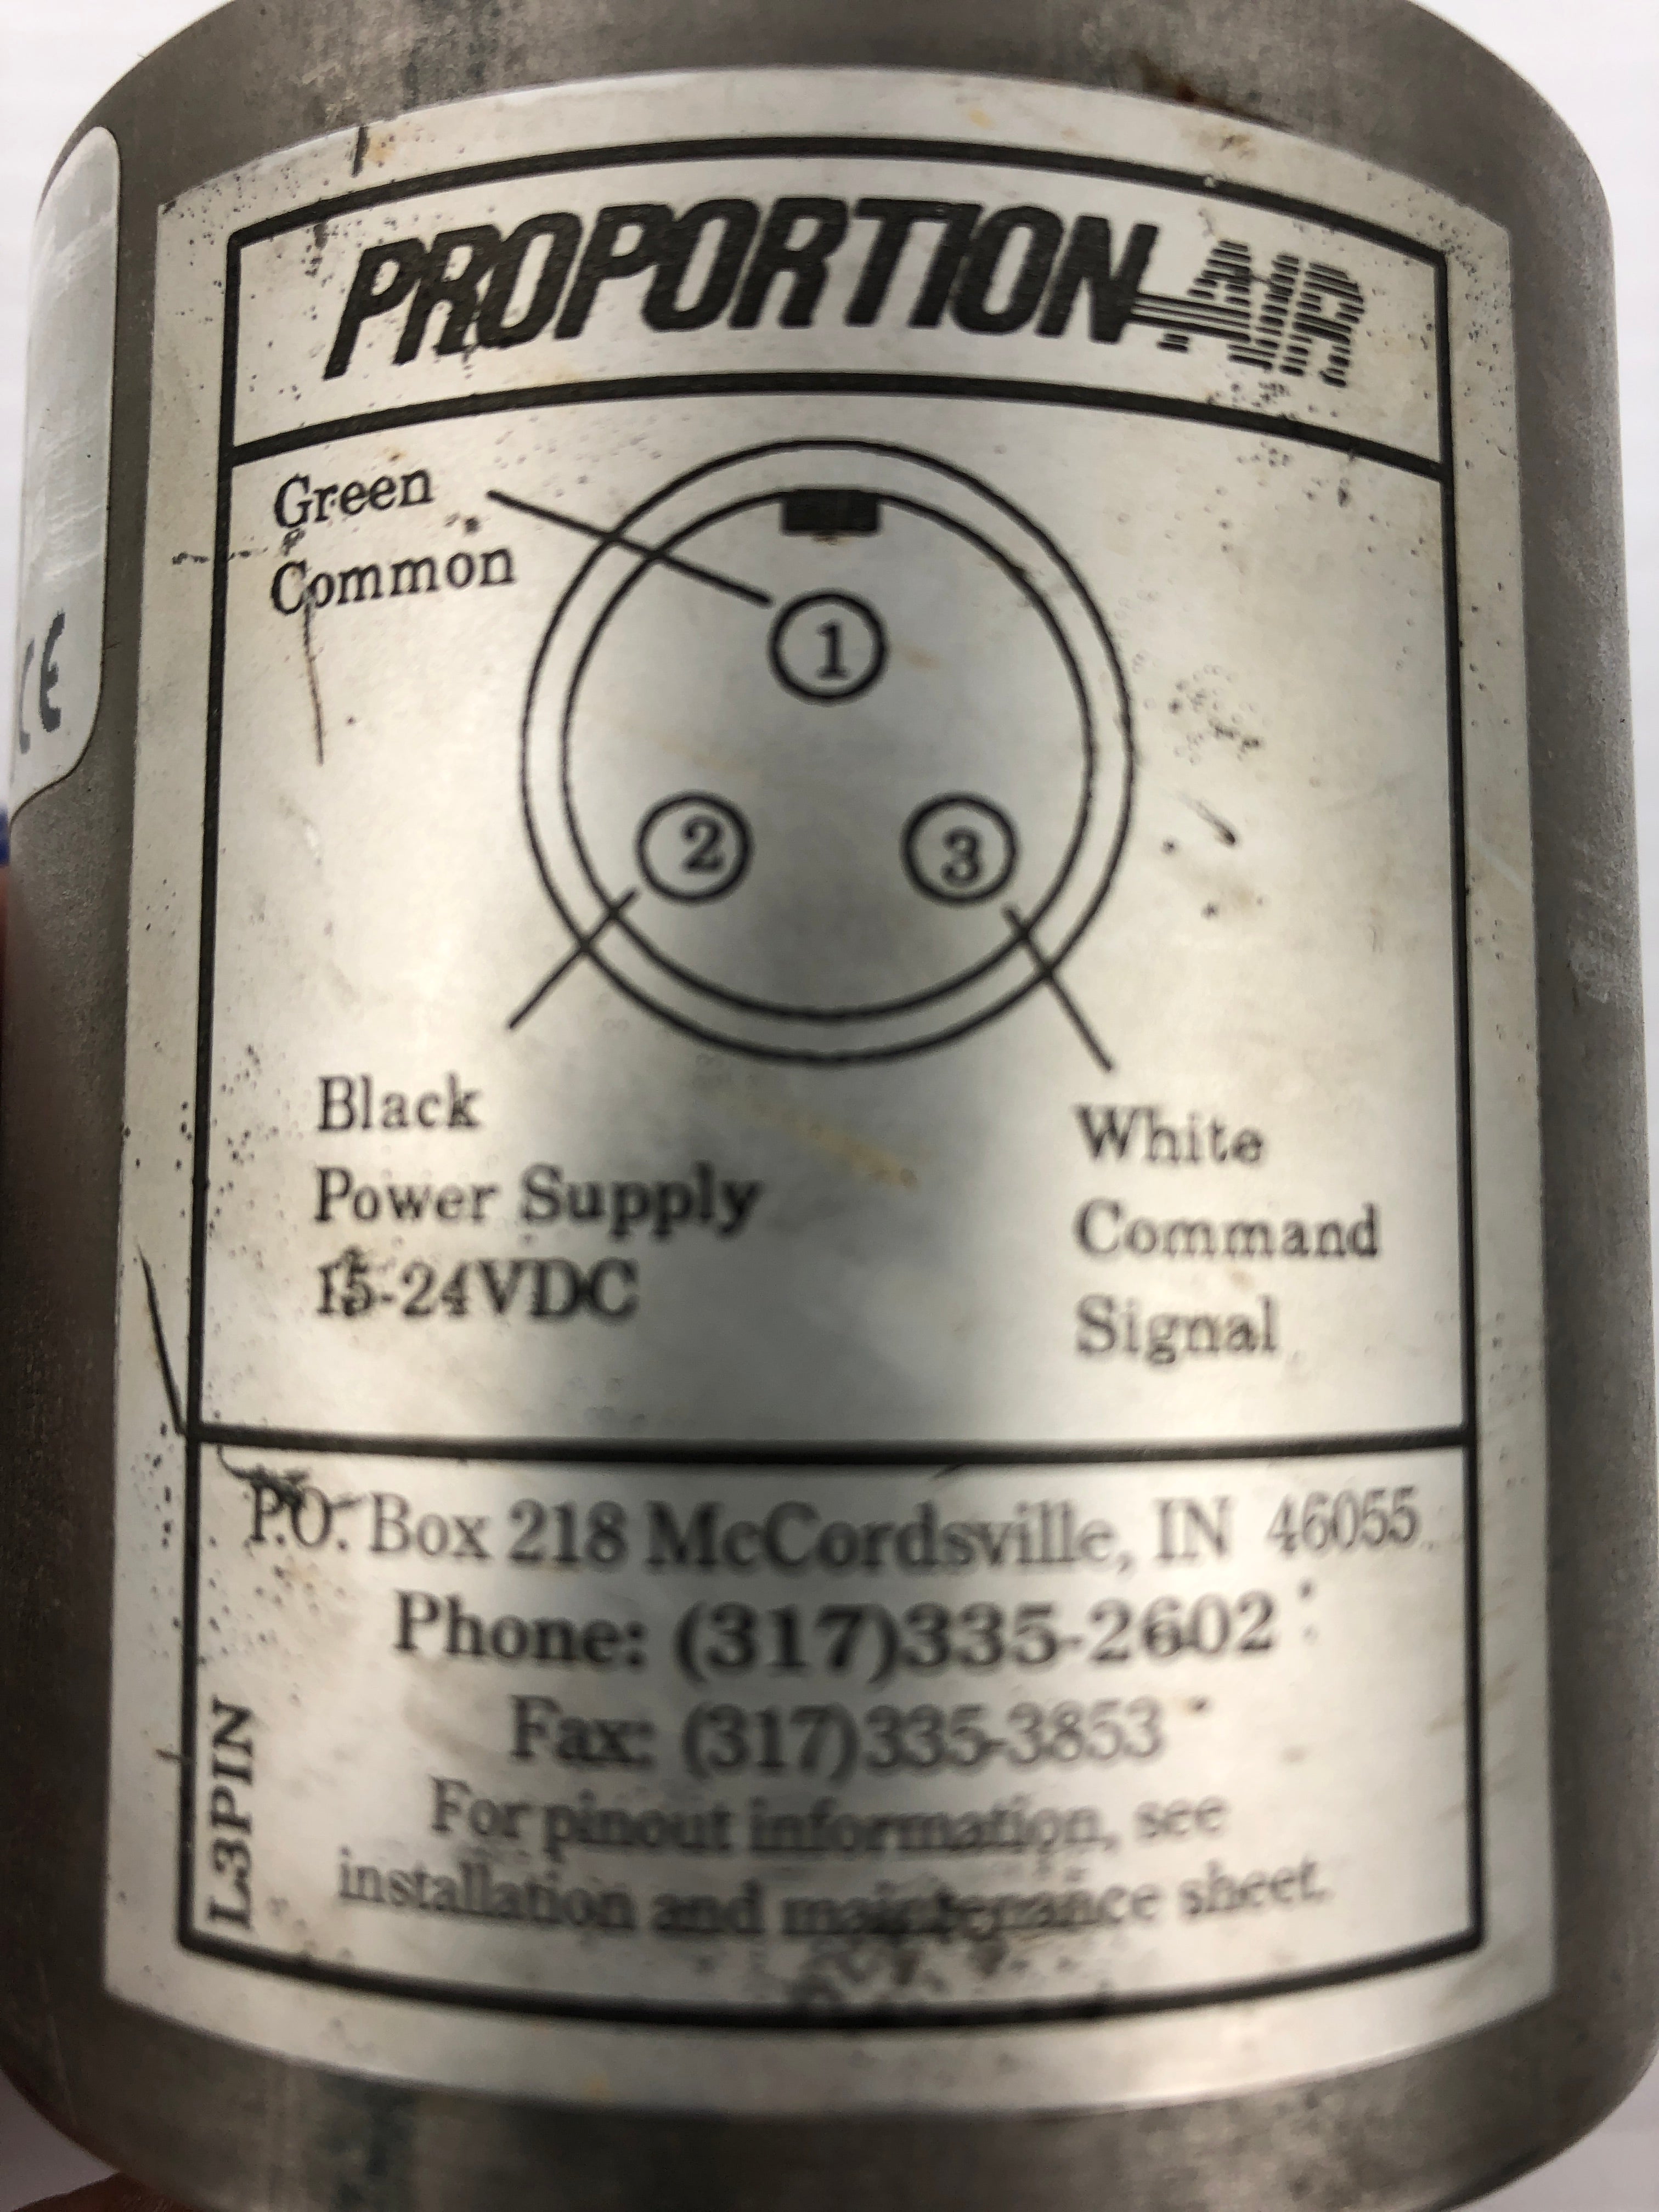 PROPORTION-AIR
Green
Common
1
2
3
Black
Power Supply
15-24VDC
White
Command
Signal
P.O. Box 218 McCordsville, IN 46055
Phone: (317)335-2602
Fax: (317)335-3853
For pinout information, see
installation and maintenance sheet.
L3PIN
CE